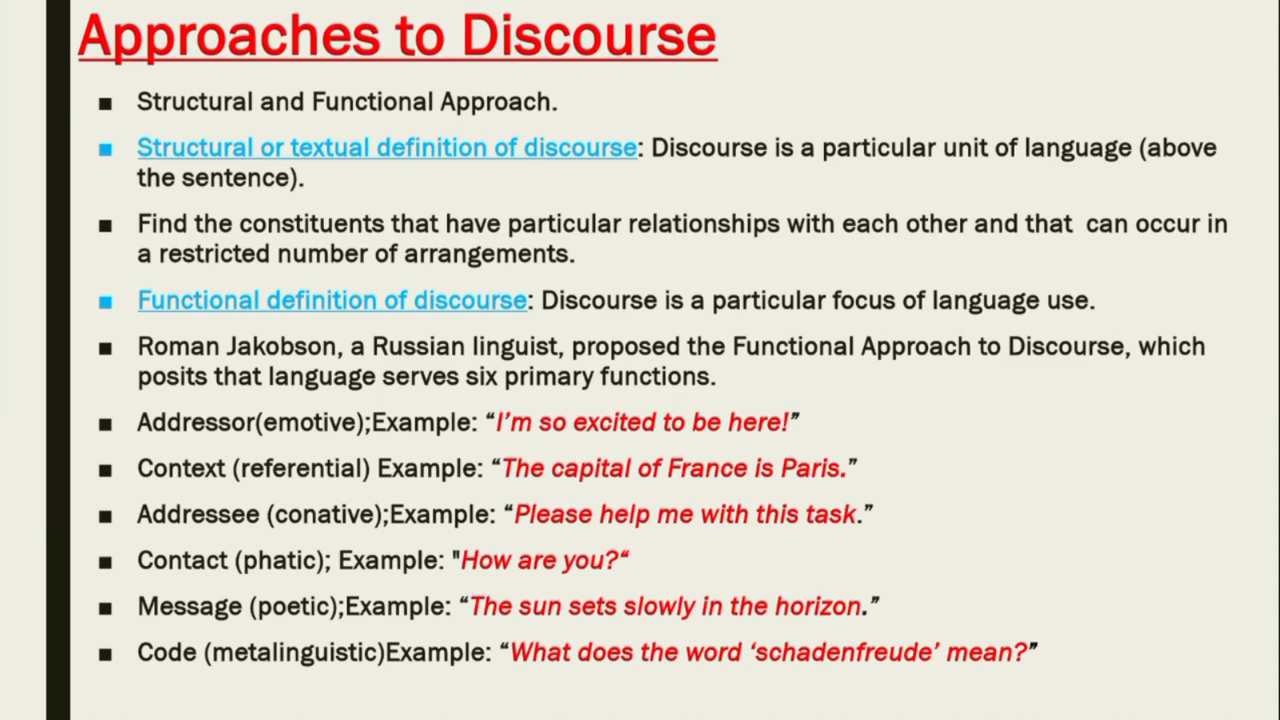 Approaches to Discourse
Structural and Functional Approach.
Structural or textual definition of discourse: Discourse is a particular unit of language (above
the sentence).
Find the constituents that have particular relationships with each other and that  can occur in
a restricted number of arrangements.
Functional definition of discourse: Discourse is a particular focus of language use.
Roman Jakobson, a Russian linguist, proposed the Functional Approach to Discourse, which
posits that language serves six primary functions.
Addressor(emotive);Example: “I’m so excited to be here!”
Context (referential) Example: “The capital of France is Paris.”
Addressee (conative);Example: “Please help me with this task.”
Contact (phatic); Example: "How are you?“
Message (poetic);Example: “The sun sets slowly in the horizon.”
Code (metalinguistic)Example: “What does the word ‘schadenfreude’ mean?”